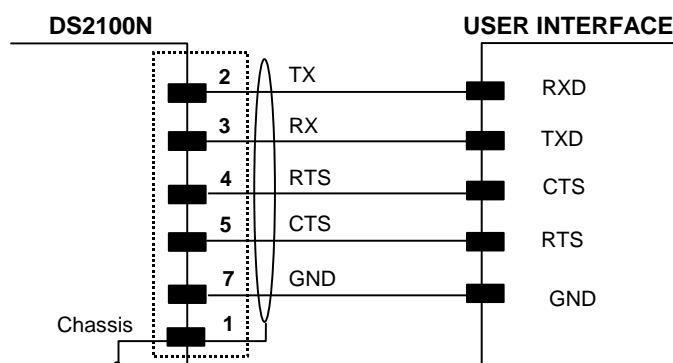 DS2100N USER INTERFACE
2 TX RXD
3 RX TXD
4 RTS CTS
5 CTS RTS
7 GND GND
Chassis 1